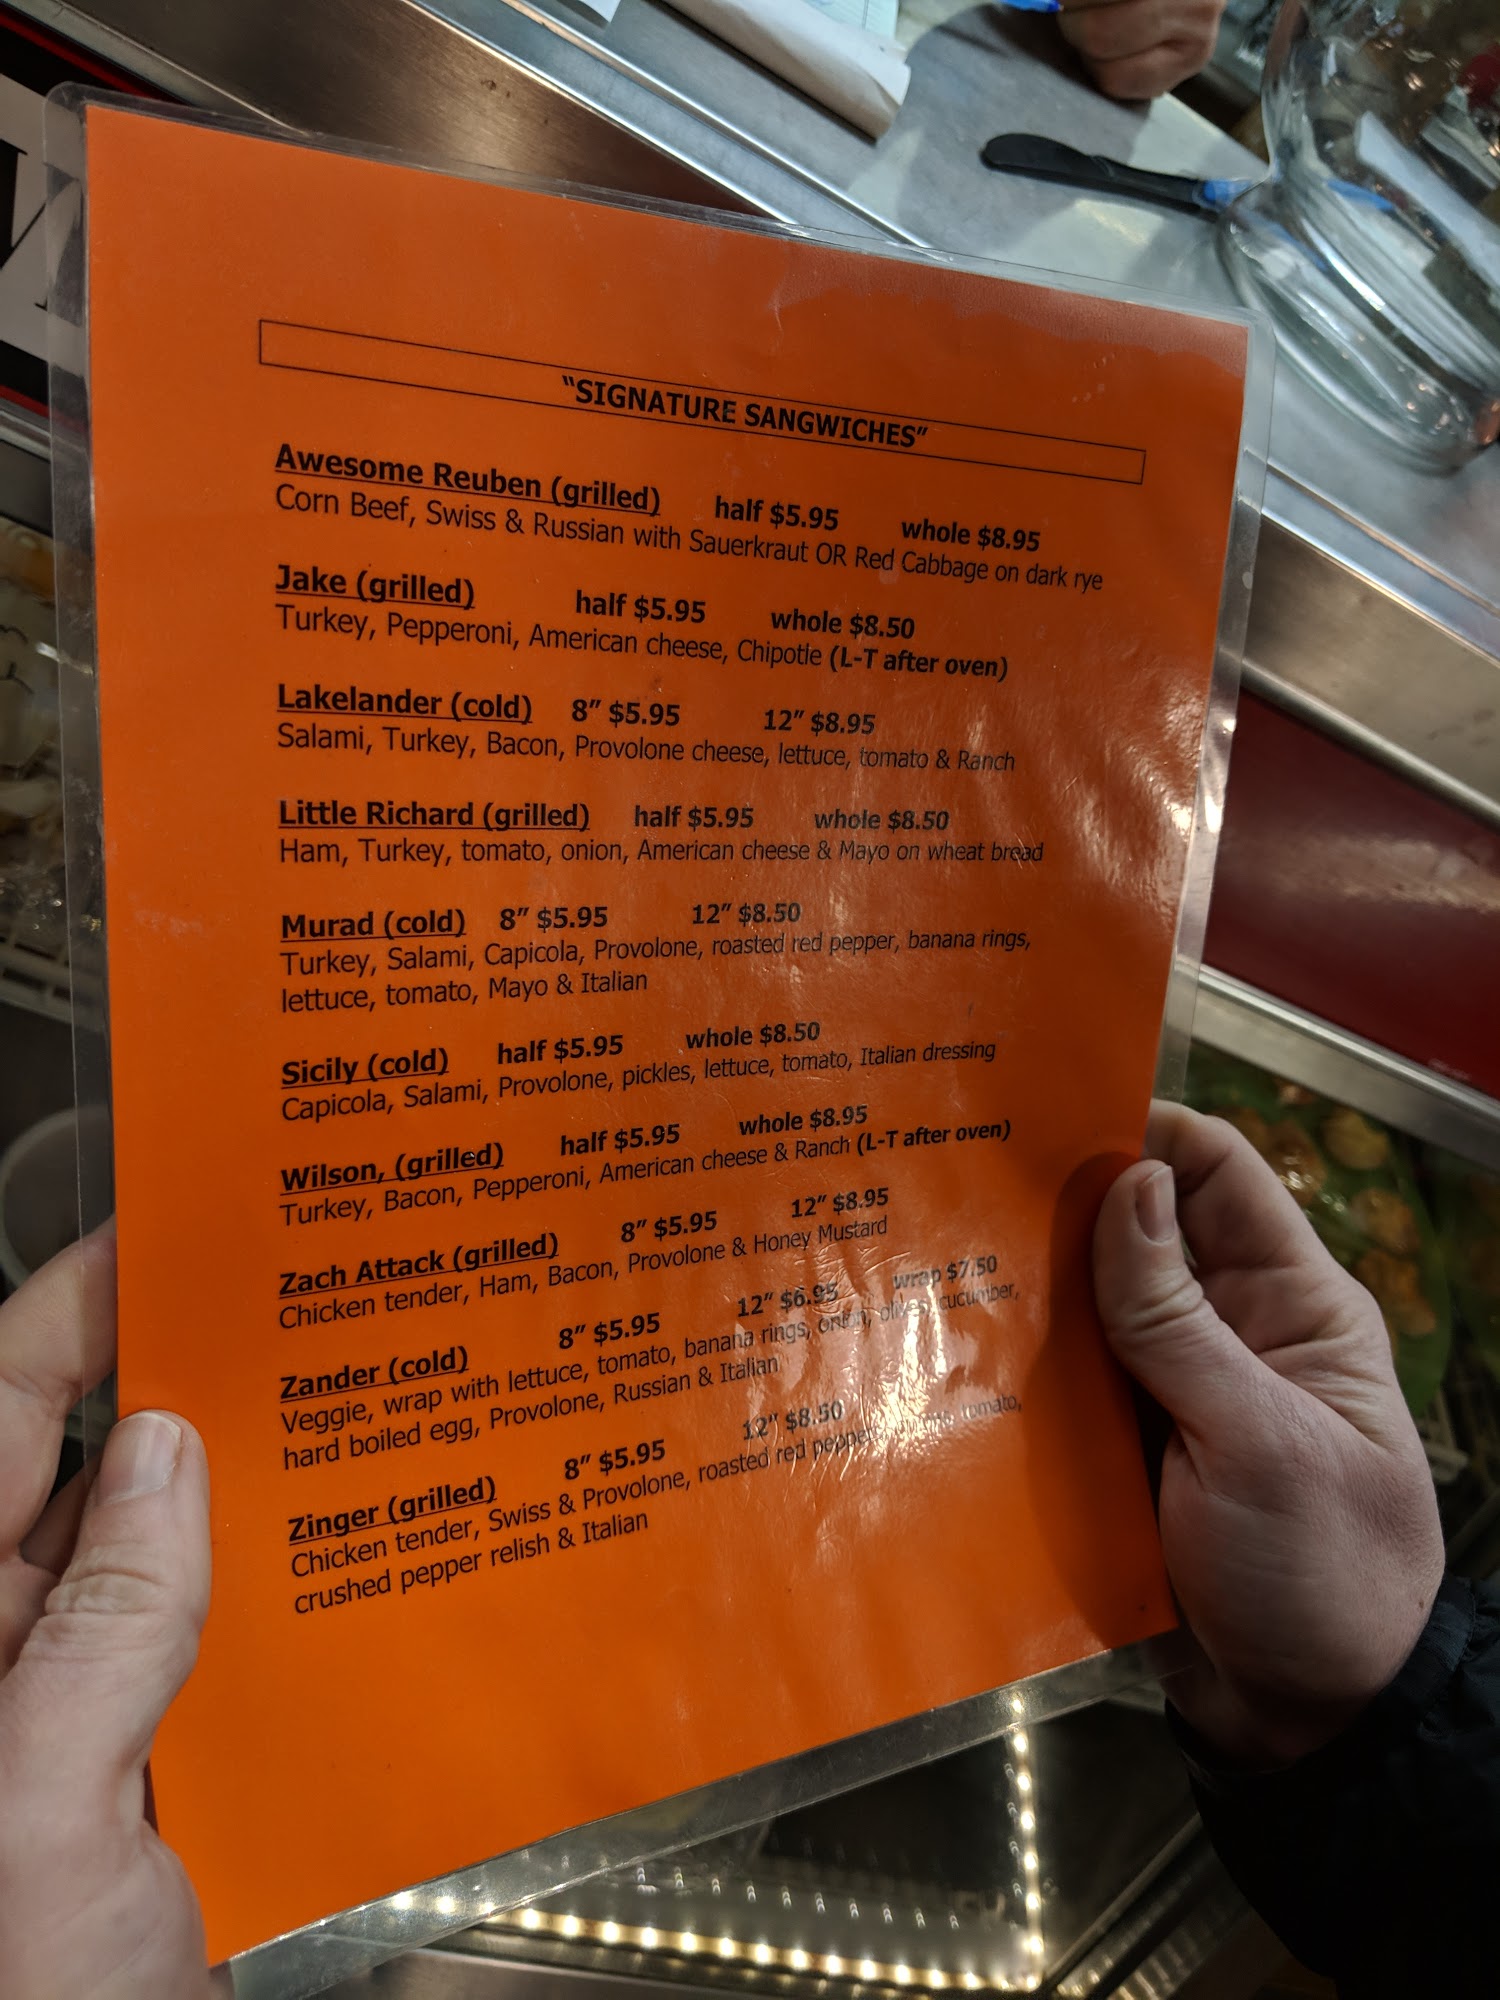 "SIGNATURE SANGWICHES"
Awesome Reuben (grilled) half $5.95 whole $8.95
Corn Beef, Swiss & Russian with Sauerkraut OR Red Cabbage on dark rye
Jake (grilled) half $5.95 whole $8.50
Turkey, Pepperoni, American cheese, Chipotle (L-T after oven)
Lakelander (cold) 8" $5.95 12" $8.95
Salami, Turkey, Bacon, Provolone cheese, lettuce, tomato & Ranch
Little Richard (grilled) half $5.95 whole $8.50
Ham, Turkey, tomato, onion, American cheese & Mayo on wheat bread
Murad (cold) 8" $5.95 12" $8.50
Turkey, Salami, Capicola, Provolone, roasted red pepper, banana rings,
lettuce, tomato, Mayo & Italian
Sicily (cold) half $5.95 whole $8.50
Capicola, Salami, Provolone, pickles, lettuce, tomato, Italian dressing
Wilson, (grilled) half $5.95 whole $8.95
Turkey, Bacon, Pepperoni, American cheese & Ranch (L-T after oven)
Zach Attack (grilled) 8" $5.95 12" $8.95
Chicken tender, Ham, Bacon, Provolone & Honey Mustard
Zander (cold) 8" $5.95 12" $6.95 wrap $7.50
Veggie, wrap with lettuce, tomato, banana rings, onion, olives, cucumber,
hard boiled egg, Provolone, Russian & Italian
Zinger (grilled) 8" $5.95 12" $8.50
Chicken tender, Swiss & Provolone, roasted red pepper, tomato,
crushed pepper relish & Italian